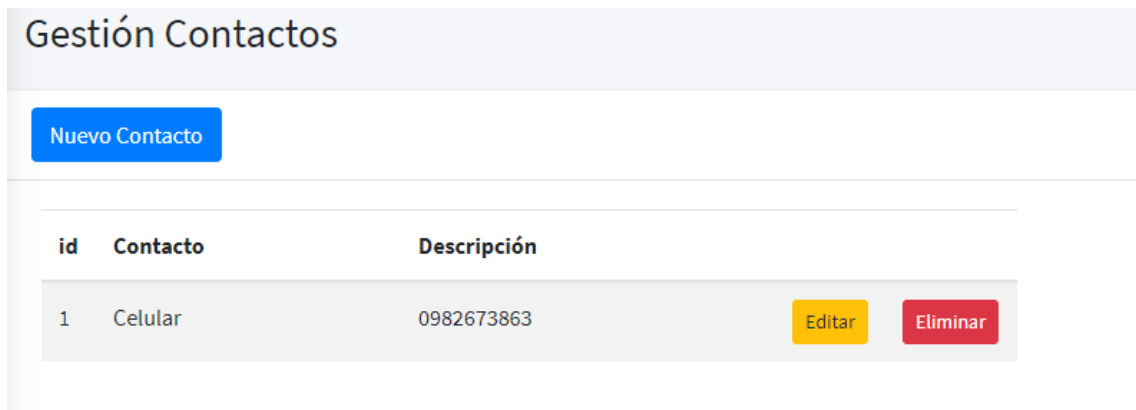 Gestión Contactos
Nuevo Contacto
id Contacto Descripción
1 Celular 0982673863 Editar Eliminar